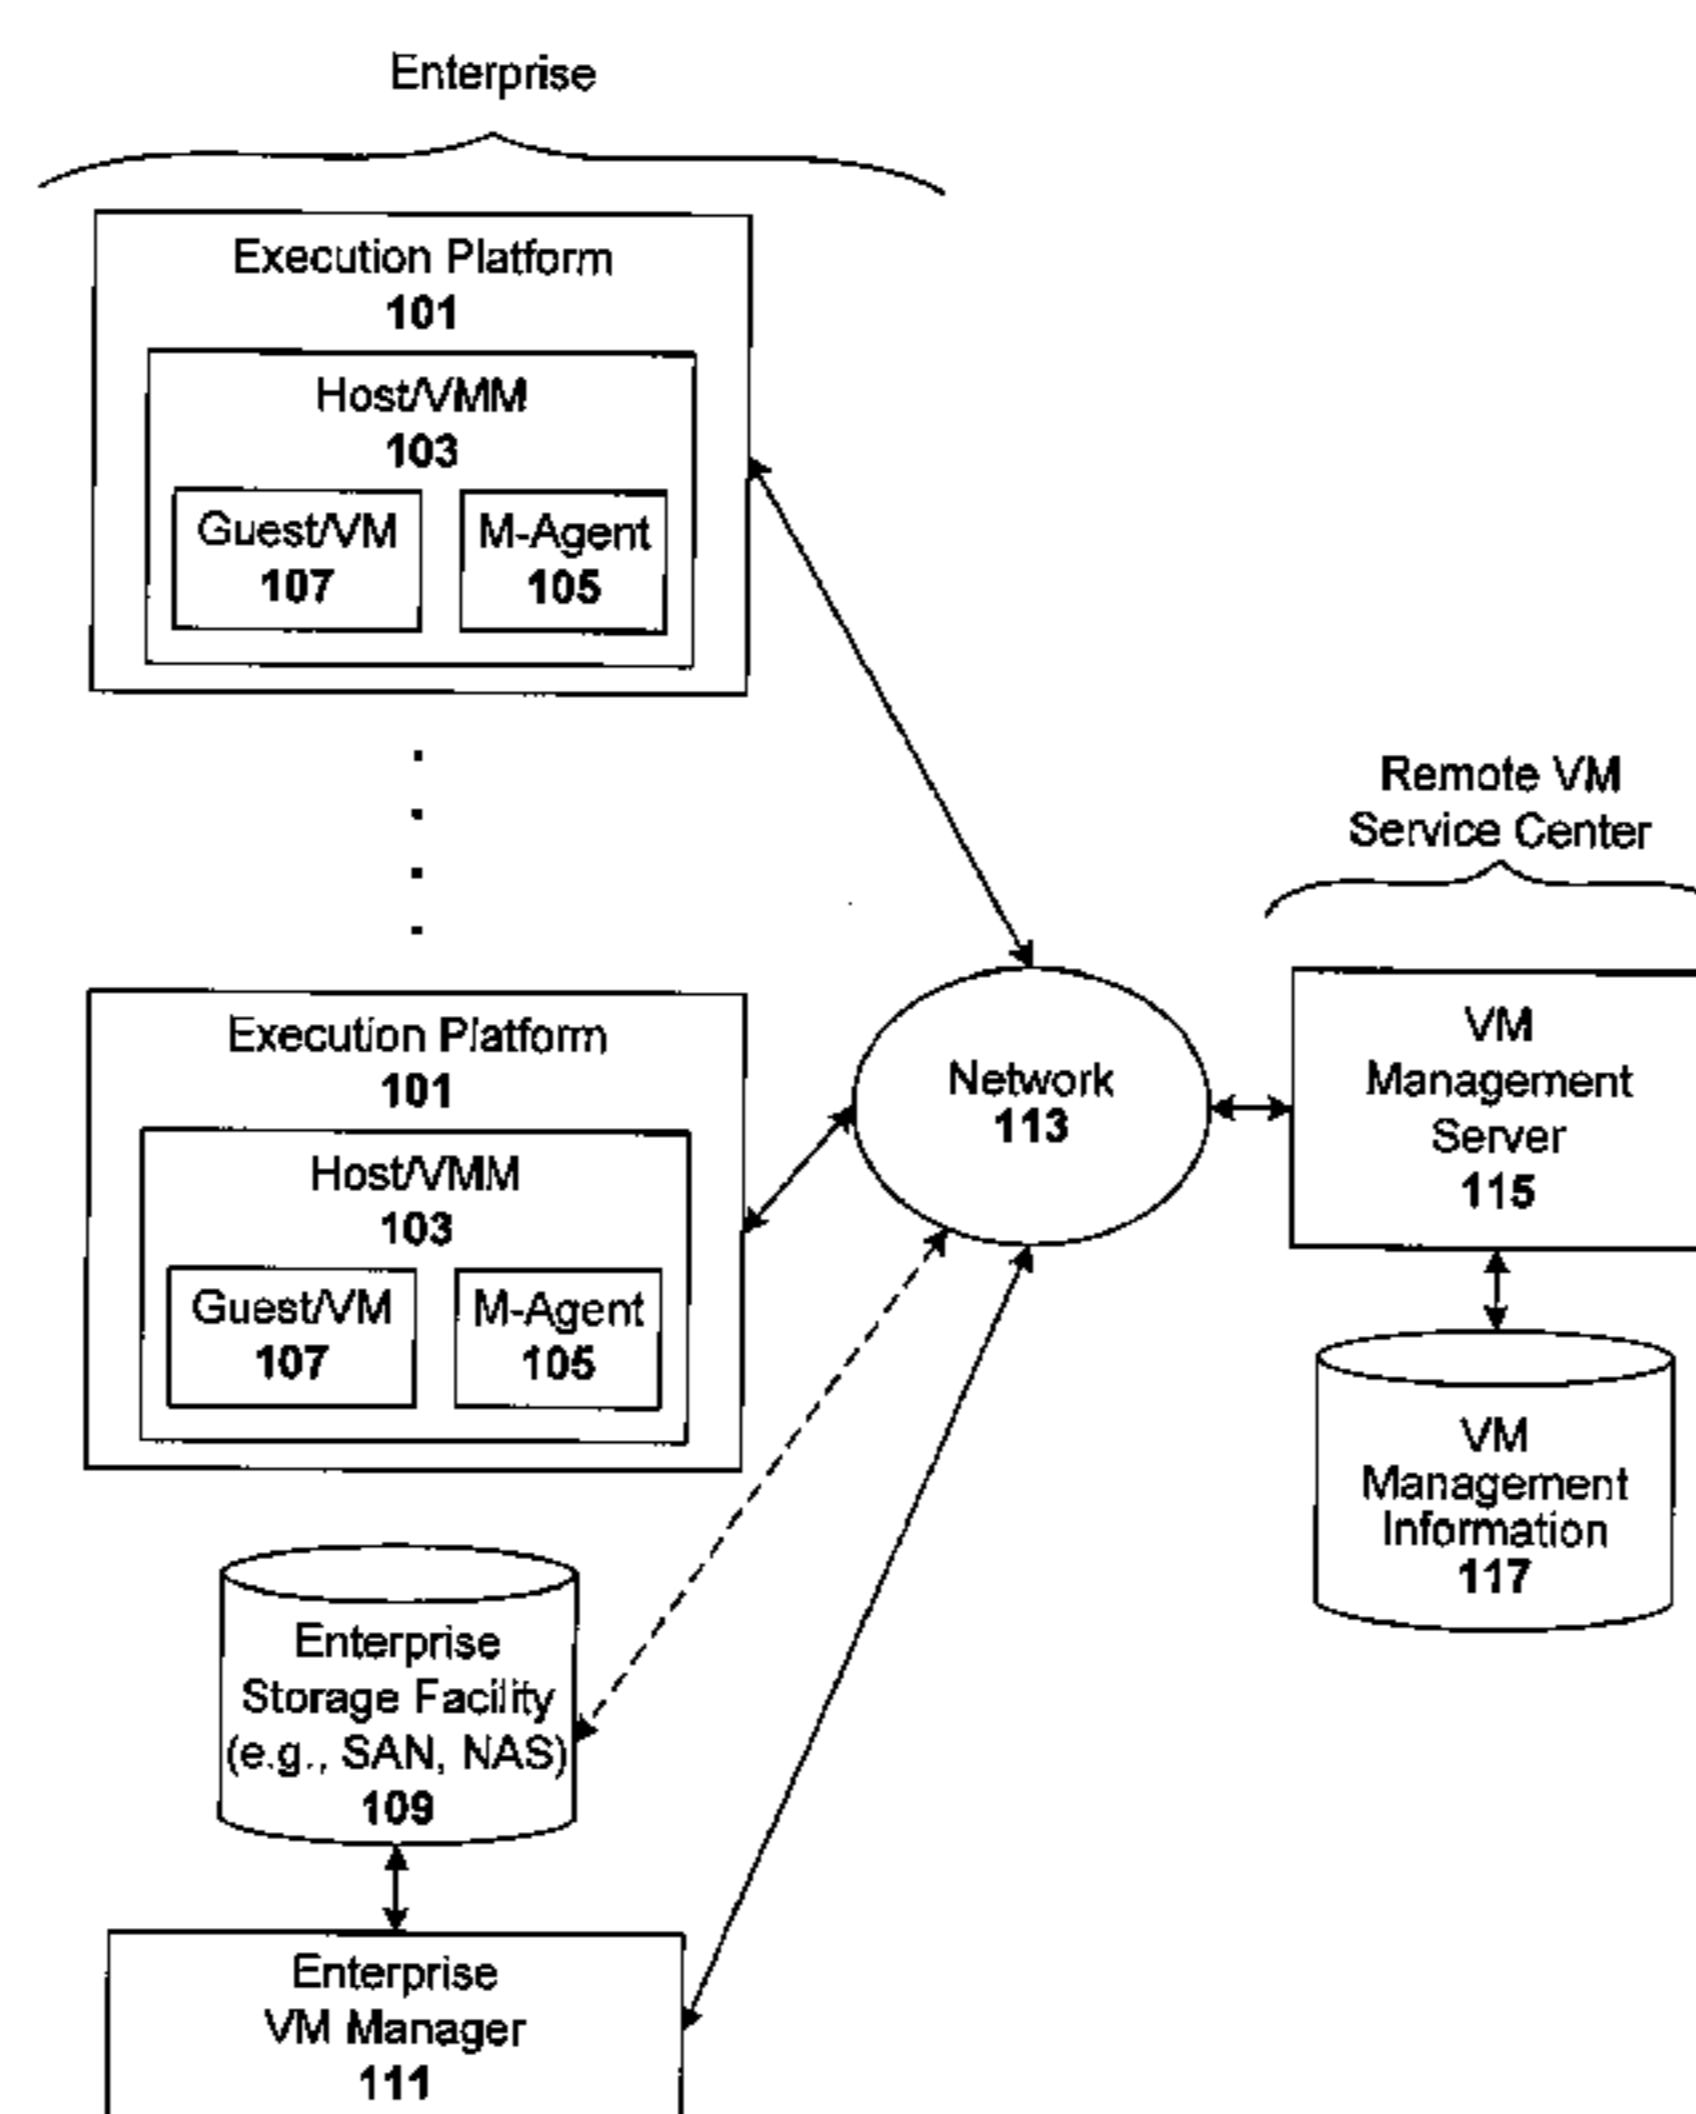 Enterprise
Execution Platform
101
Host/VMM
103
Guest/VM
107
M-Agent
105
Execution Platform
101
Host/VMM
103
Guest/VM
107
M-Agent
105
Enterprise
Storage Facility
(e.g., SAN, NAS)
109
Enterprise
VM Manager
111
Network
113
Remote VM
Service Center
VM
Management
Server
115
VM
Management
Information
117